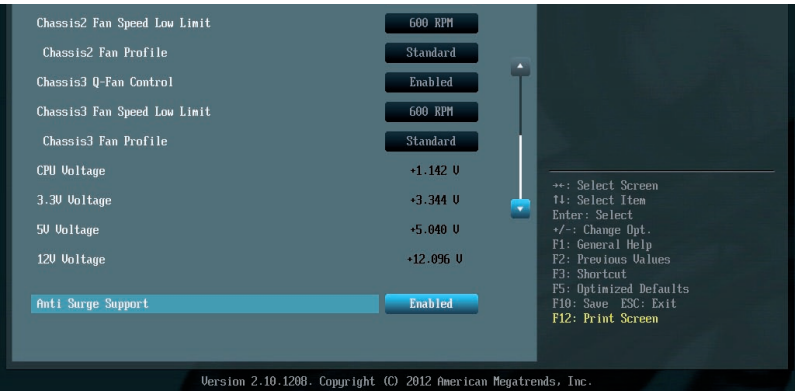 Chassis2 Fan Speed Low Limit 600 RPM
Chassis2 Fan Profile Standard
Chassis3 Q-Fan Control Enabled
Chassis3 Fan Speed Low Limit 600 RPM
Chassis3 Fan Profile Standard
CPU Voltage +1.142 V
3.3V Voltage +3.344 V
5V Voltage +5.040 V
12V Voltage +12.096 V
Anti Surge Support Enabled
→←: Select Screen
↑↓: Select Item
Enter: Select
+/-: Change Opt.
F1: General Help
F2: Previous Values
F3: Shortcut
F5: Optimized Defaults
F10: Save ESC: Exit
F12: Print Screen
Version 2.10.1208. Copyright (C) 2012 American Megatrends, Inc.